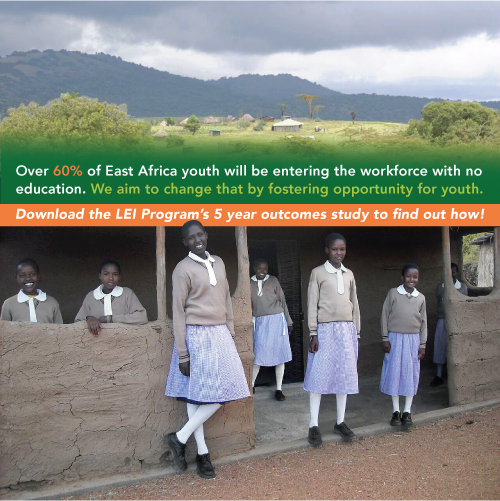 Over 60% of East Africa youth will be entering the workforce with no
education. We aim to change that by fostering opportunity for youth.
Download the LEI Program's 5 year outcomes study to find out how!